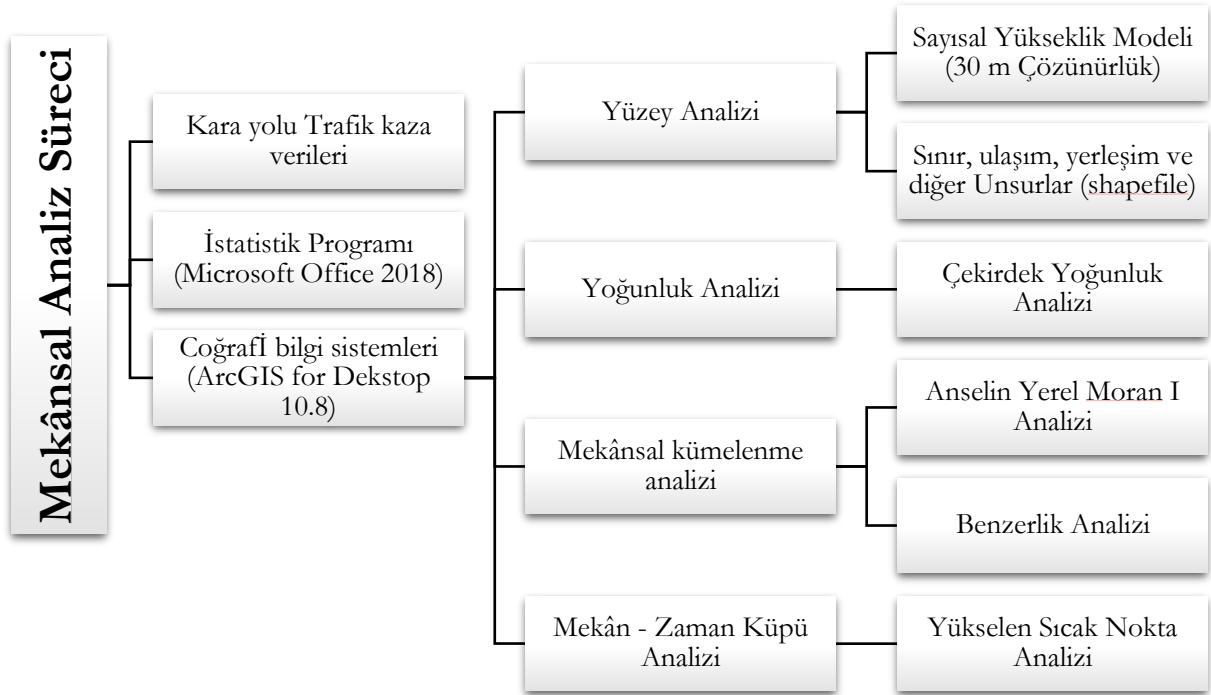 Mekânsal Analiz Süreci
Kara yolu Trafik kaza
verileri
İstatistik Programı
(Microsoft Office 2018)
Coğrafİ bilgi sistemleri
(ArcGIS for Dekstop
10.8)
Yüzey Analizi
Yoğunluk Analizi
Mekânsal kümelenme
analizi
Mekân - Zaman Küpü
Analizi
Sayısal Yükseklik Modeli
(30 m Çözünürlük)
Sınır, ulaşım, yerleşim ve
diğer Unsurlar (shapefile)
Çekirdek Yoğunluk
Analizi
Anselin Yerel Moran I
Analizi
Benzerlik Analizi
Yükselen Sıcak Nokta
Analizi